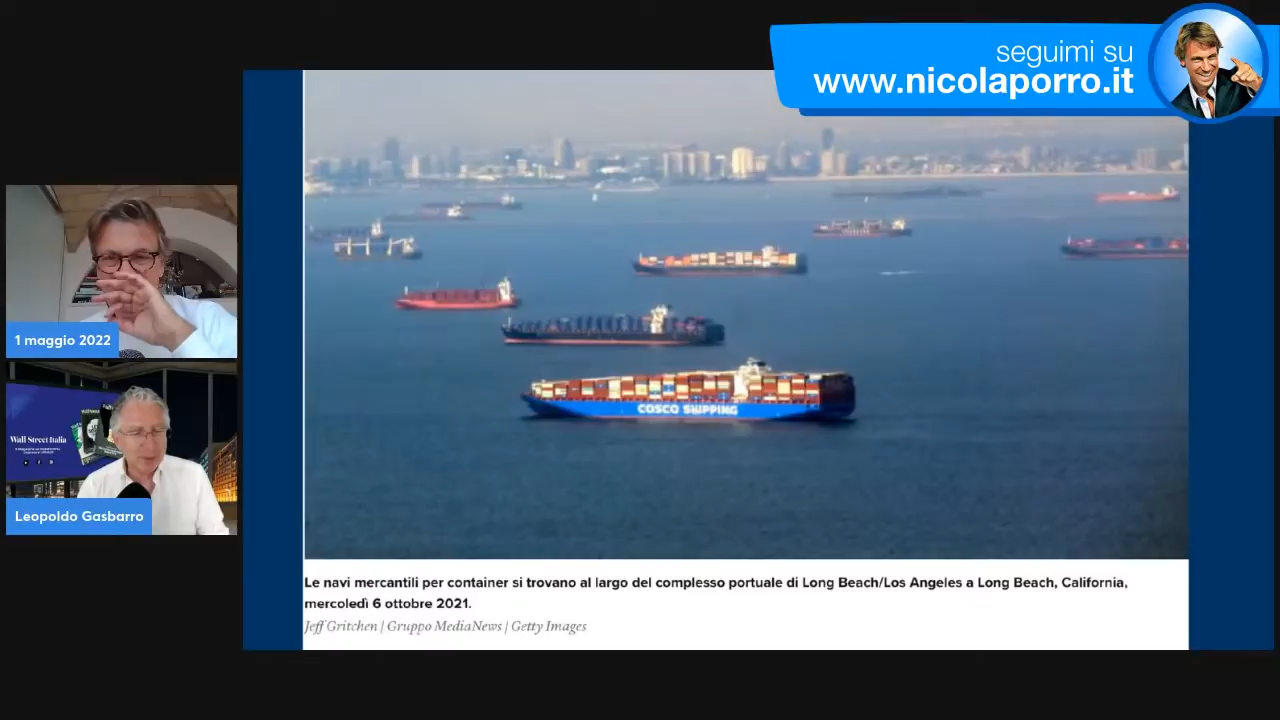 seguimi su
www.nicolaporro.it
1 maggio 2022
Wall Street Italia
Leopoldo Gasbarro
COSCO SHIPPING
Le navi mercantili per container si trovano al largo del complesso portuale di Long Beach/Los Angeles a Long Beach, California,
mercoledì 6 ottobre 2021.
Jeff Gritchen | Gruppo MediaNews | Getty Images